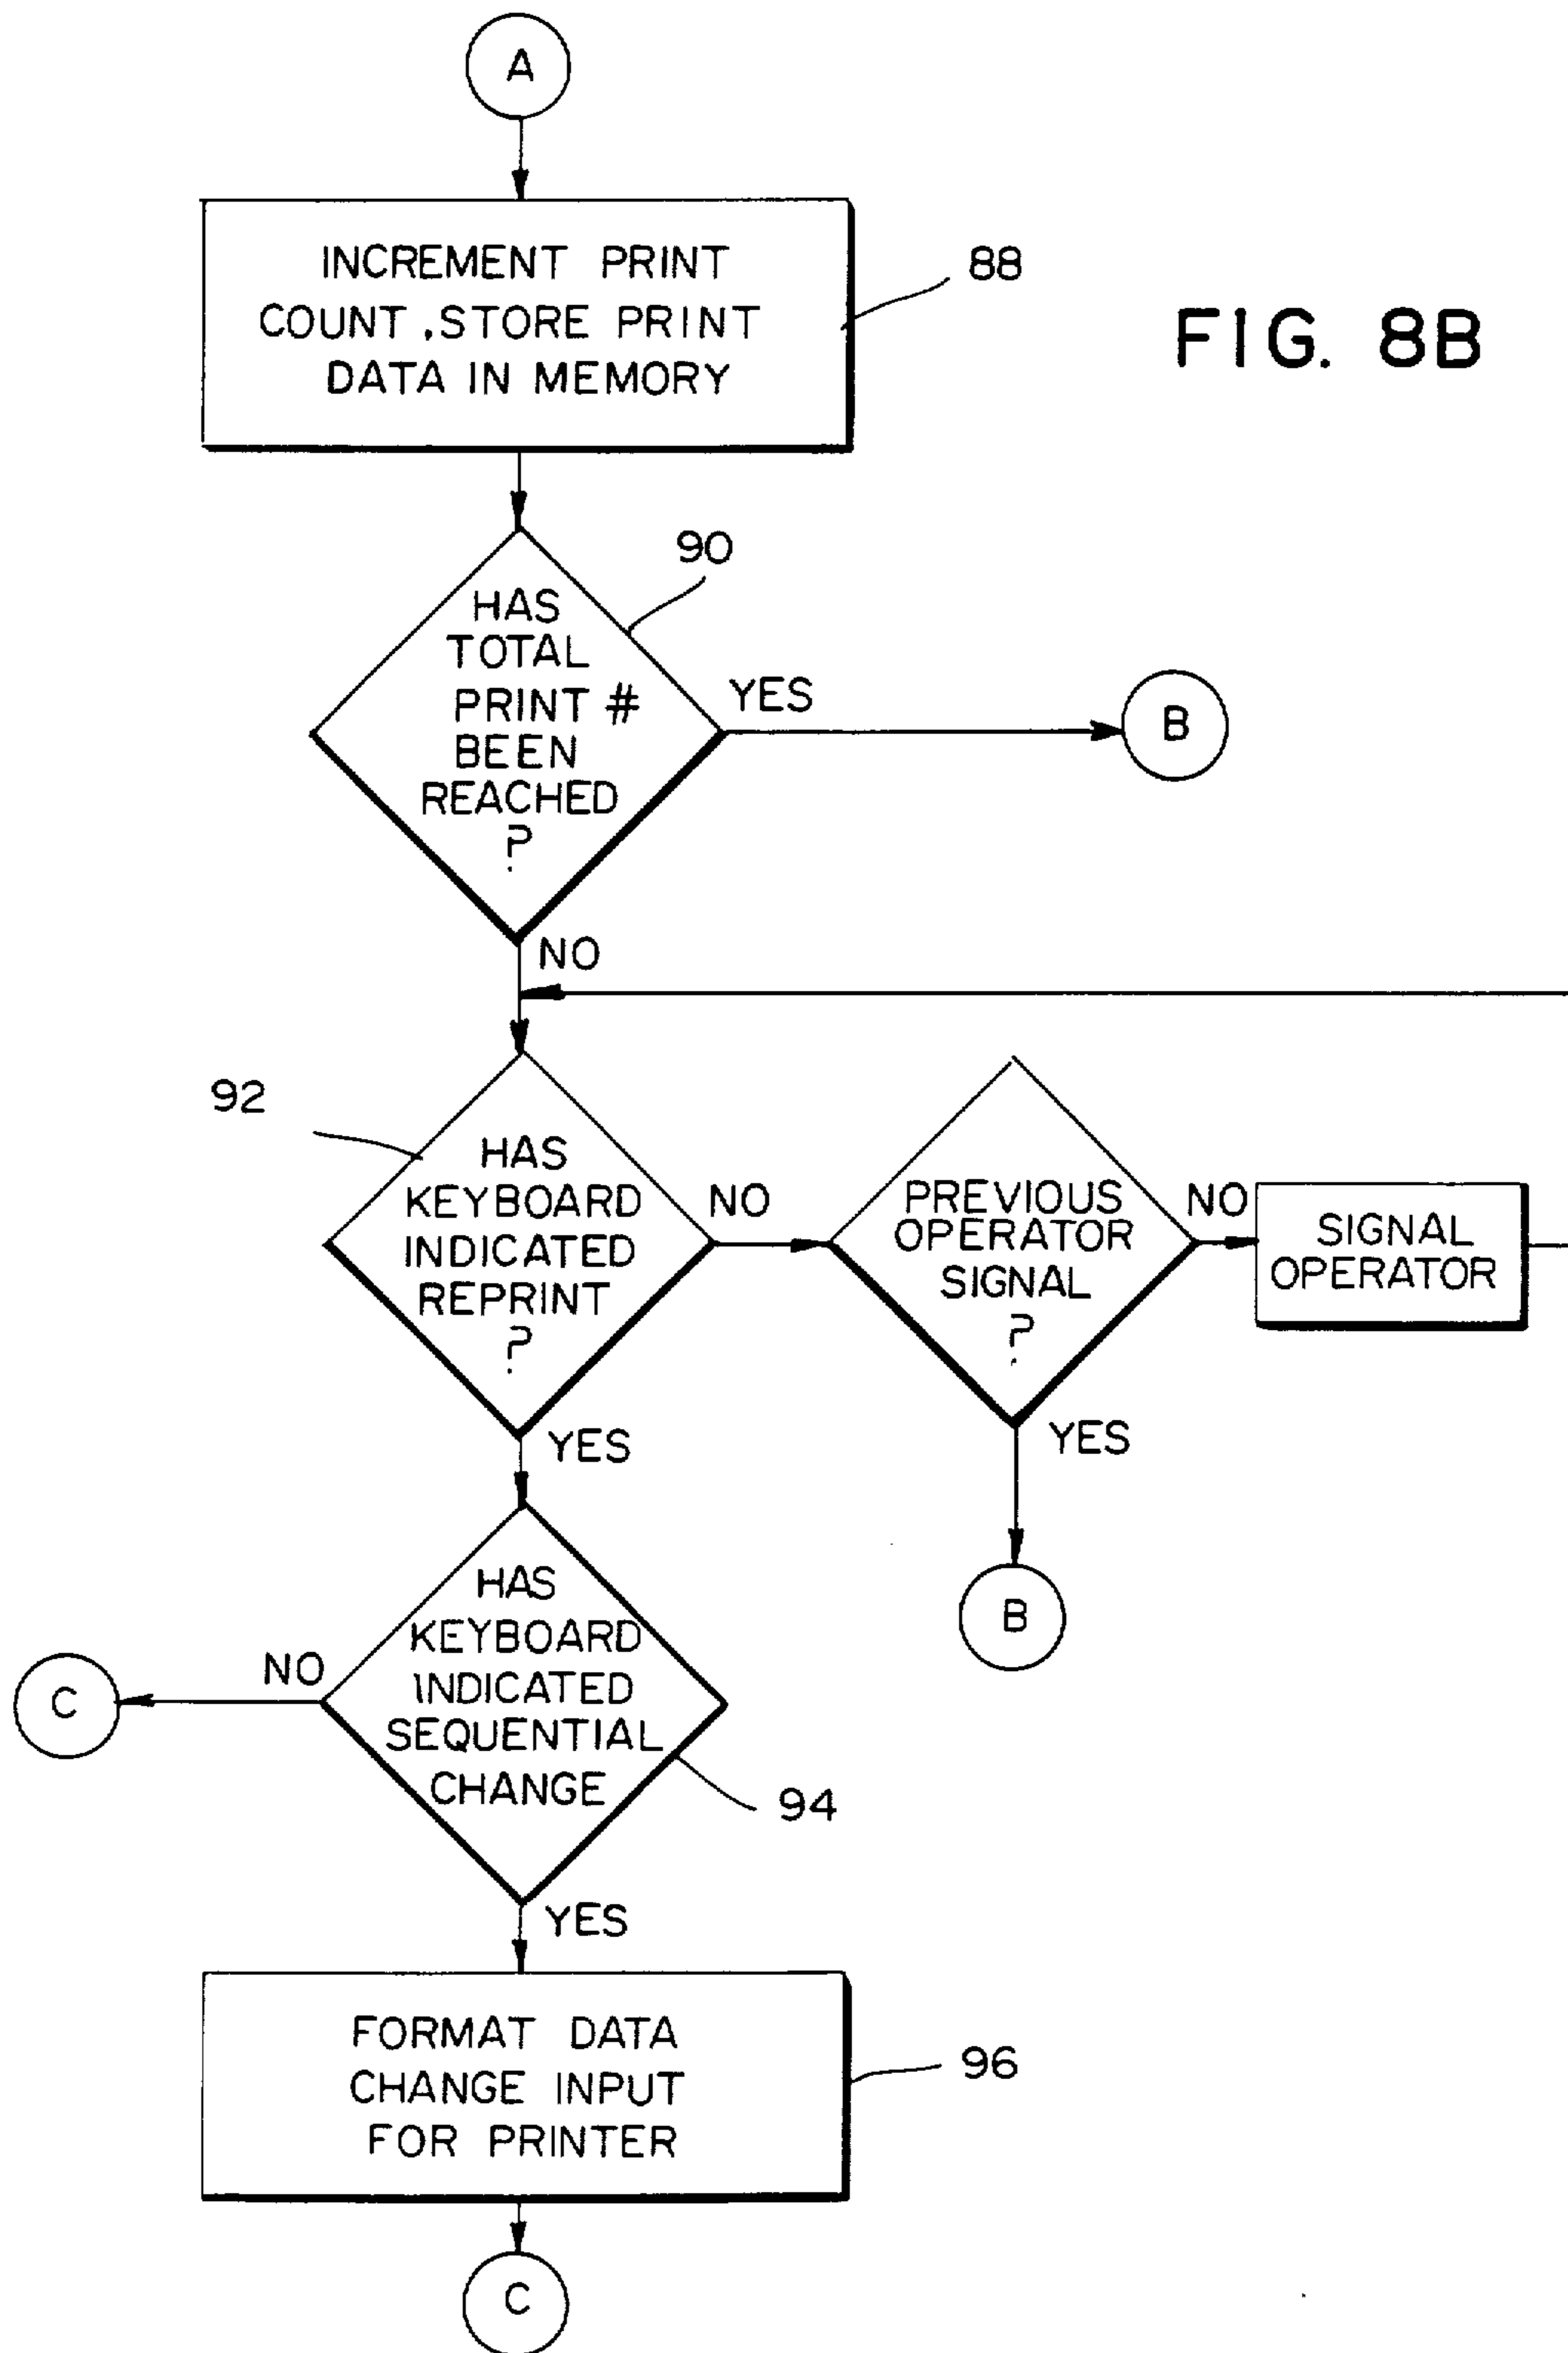 A
INCREMENT PRINT
COUNT ,STORE PRINT
DATA IN MEMORY
88
FIG. 8B
90
HAS
TOTAL
PRINT #
BEEN
REACHED
?
YES
B
NO
92
HAS
KEYBOARD
INDICATED
REPRINT
?
NO
PREVIOUS
OPERATOR
SIGNAL
?
NO
SIGNAL
OPERATOR
YES
YES
B
HAS
KEYBOARD
INDICATED
SEQUENTIAL
CHANGE
NO
C
94
YES
FORMAT DATA
CHANGE INPUT
FOR PRINTER
96
C